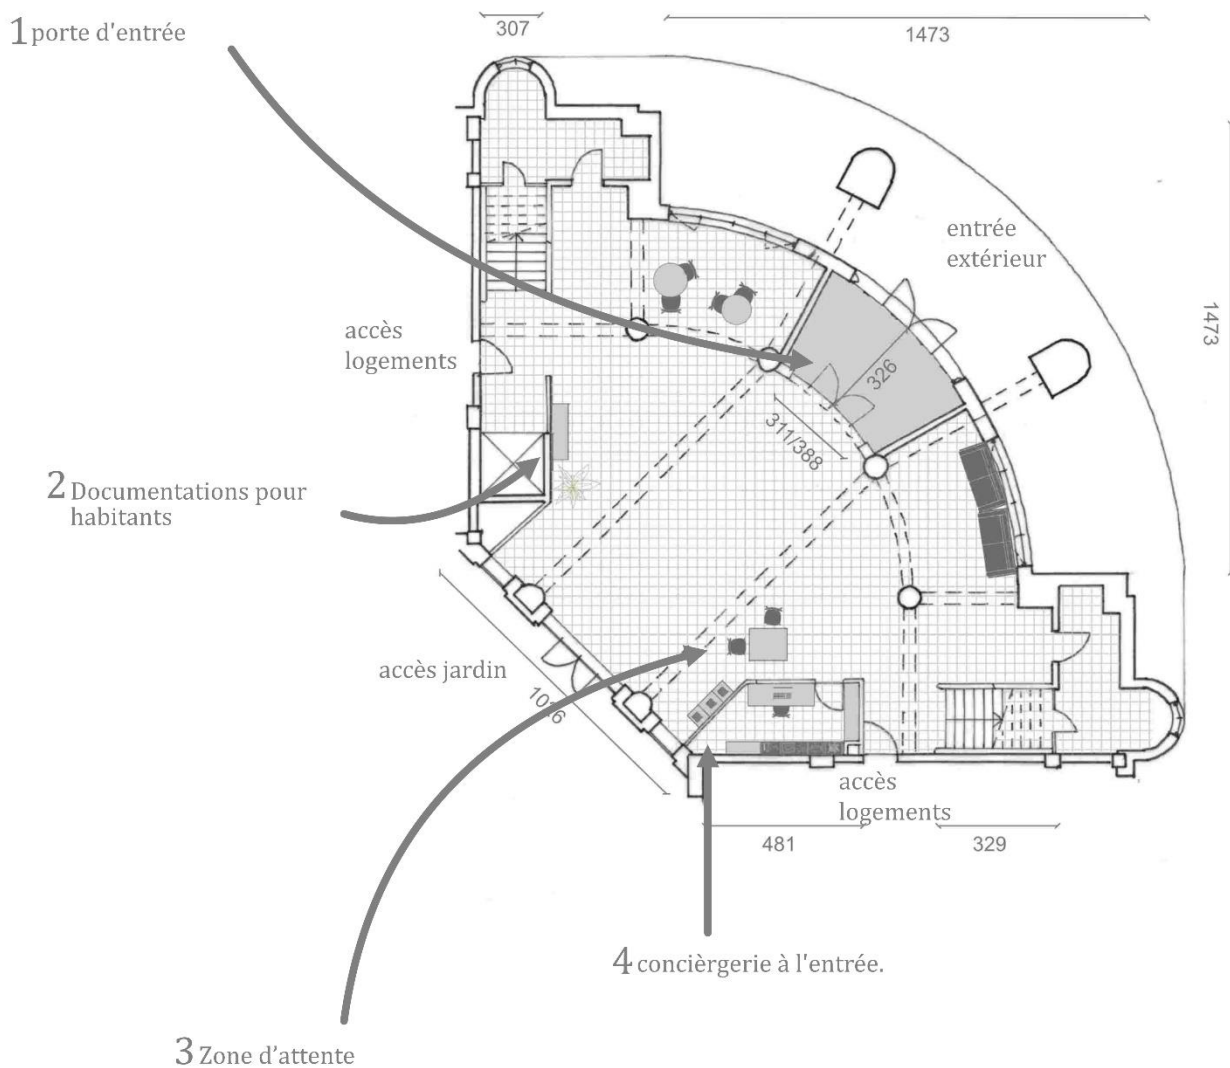 307
1473
1 porte d'entrée
entrée
extérieur
1473
accès
logements
326
311/388
2 Documentations pour
habitants
accès jardin
1076
accès
logements
481
329
4 concièrgerie à l'entrée.
3 Zone d'attente